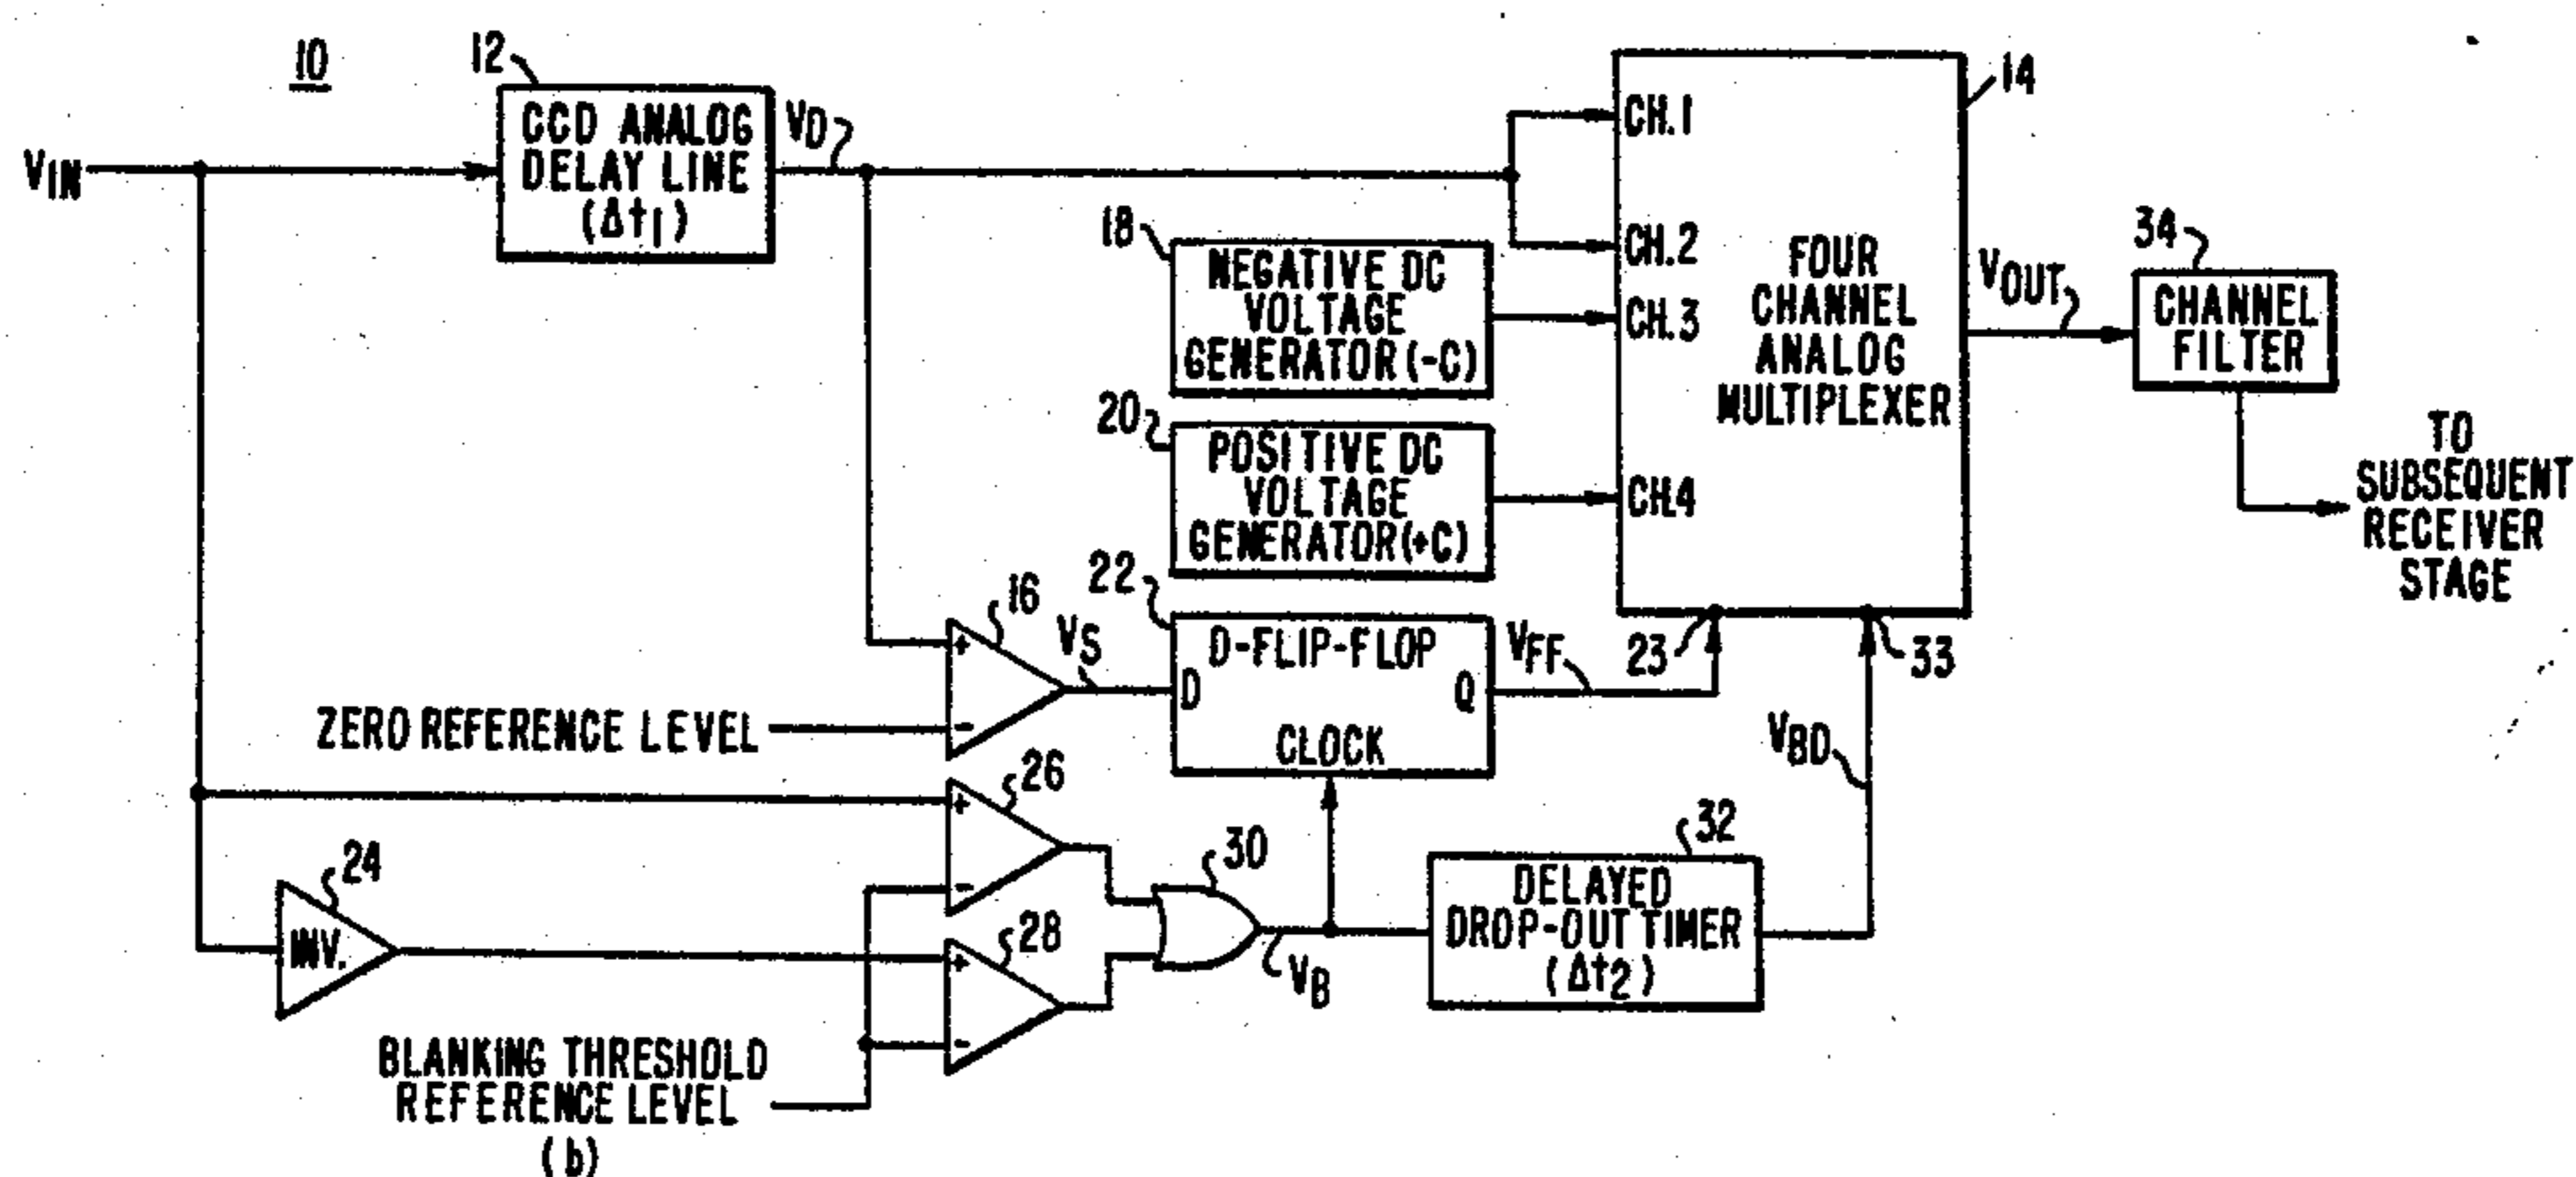 10
12
CCD ANALOG
DELAY LINE
(Δt1)
VIN
VD
CH.1
CH.2
CH.3
CH.4
14
FOUR
CHANNEL
ANALOG
MULTIPLEXER
18
NEGATIVE DC
VOLTAGE
GENERATOR (-C)
20
POSITIVE DC
VOLTAGE
GENERATOR (+C)
VOUT
34
CHANNEL
FILTER
TO
SUBSEQUENT
RECEIVER
STAGE
16
+
-
VS
ZERO REFERENCE LEVEL
22
D-FLIP-FLOP
D
Q
CLOCK
VFF
23
33
VBD
26
+
-
24
INV.
28
+
-
30
VB
32
DELAYED
DROP-OUT TIMER
(Δt2)
BLANKING THRESHOLD
REFERENCE LEVEL
(b)